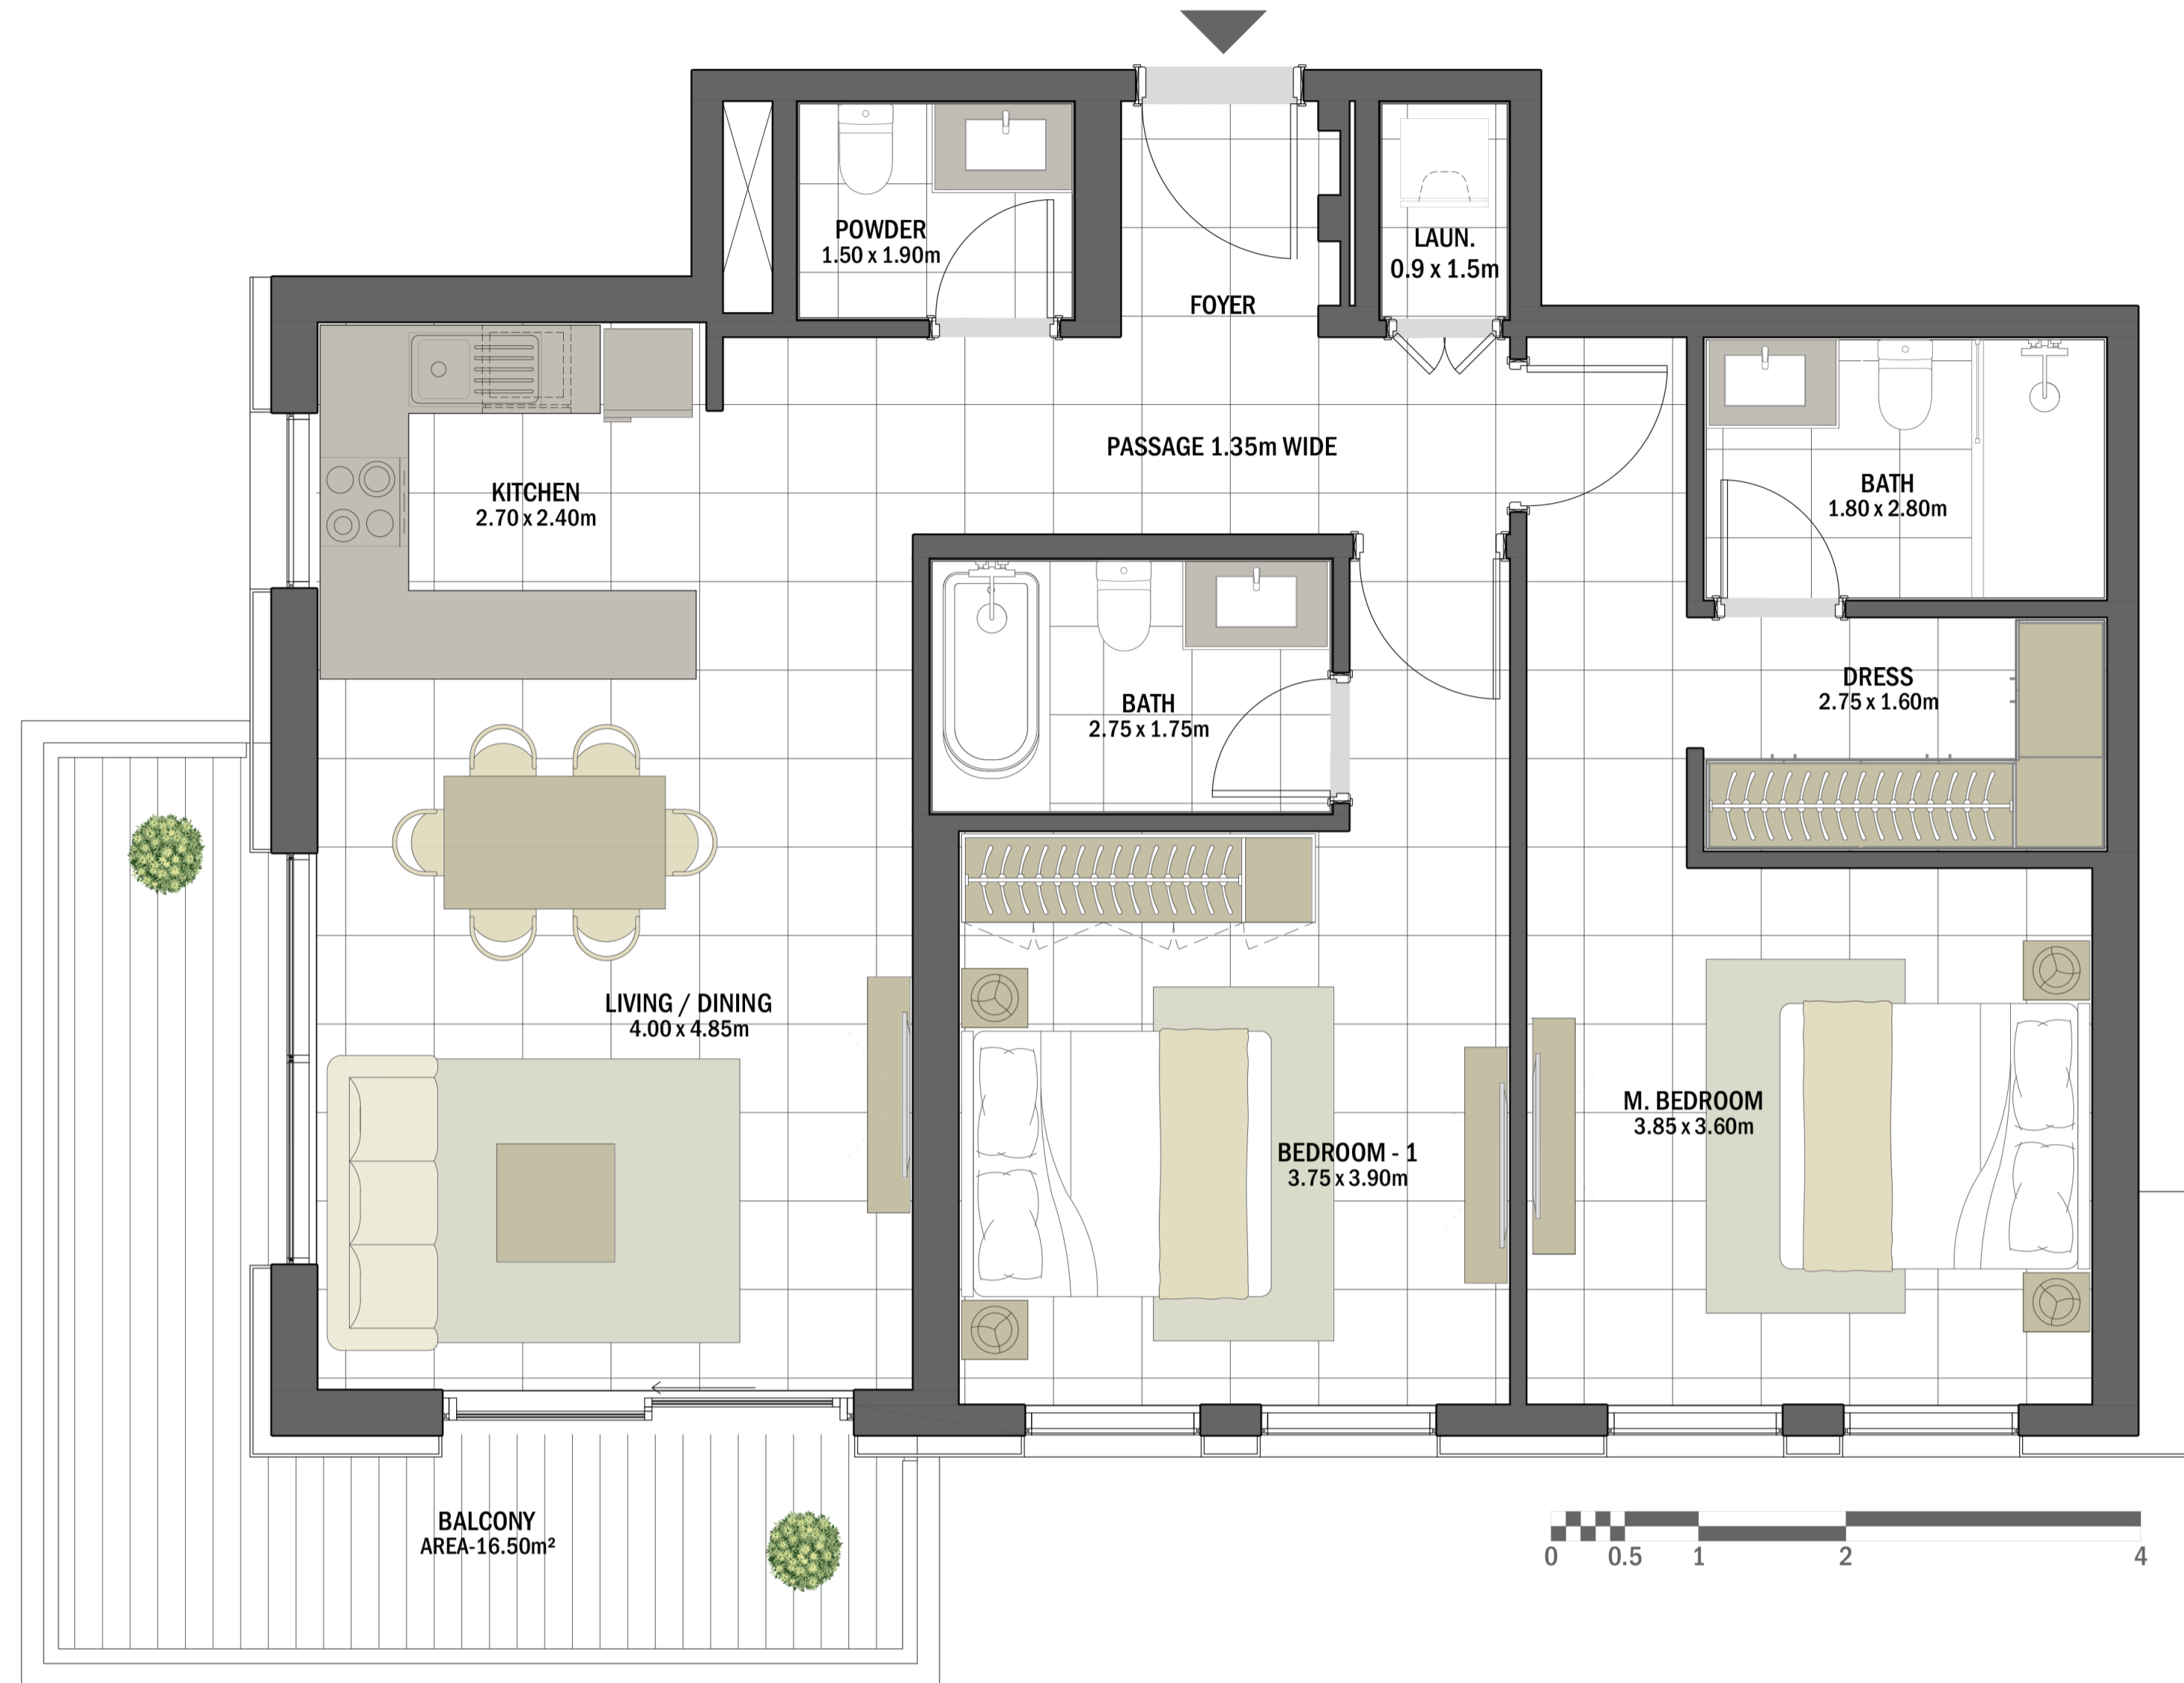 POWDER
1.50 x 1.90m
LAUN.
0.9 x 1.5m
FOYER
PASSAGE 1.35m WIDE
KITCHEN
2.70 x 2.40m
BATH
1.80 x 2.80m
BATH
2.75 x 1.75m
DRESS
2.75 x 1.60m
LIVING / DINING
4.00 x 4.85m
BEDROOM - 1
3.75 x 3.90m
M. BEDROOM
3.85 x 3.60m
BALCONY
AREA-16.50m²
0 0.5 1 2 4